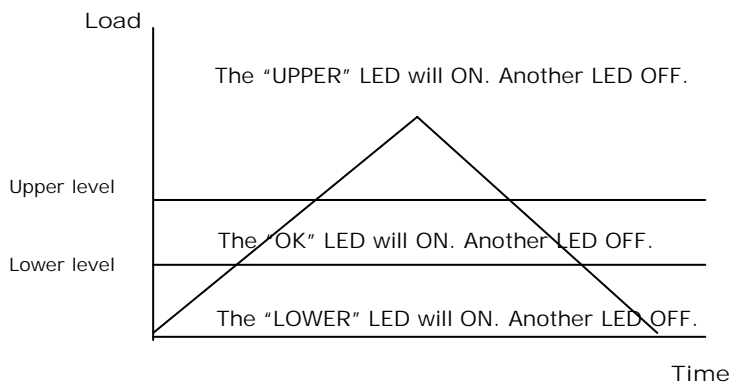 Load
The “UPPER” LED will ON. Another LED OFF.
Upper level
The “OK” LED will ON. Another LED OFF.
Lower level
The “LOWER” LED will ON. Another LED OFF.
Time